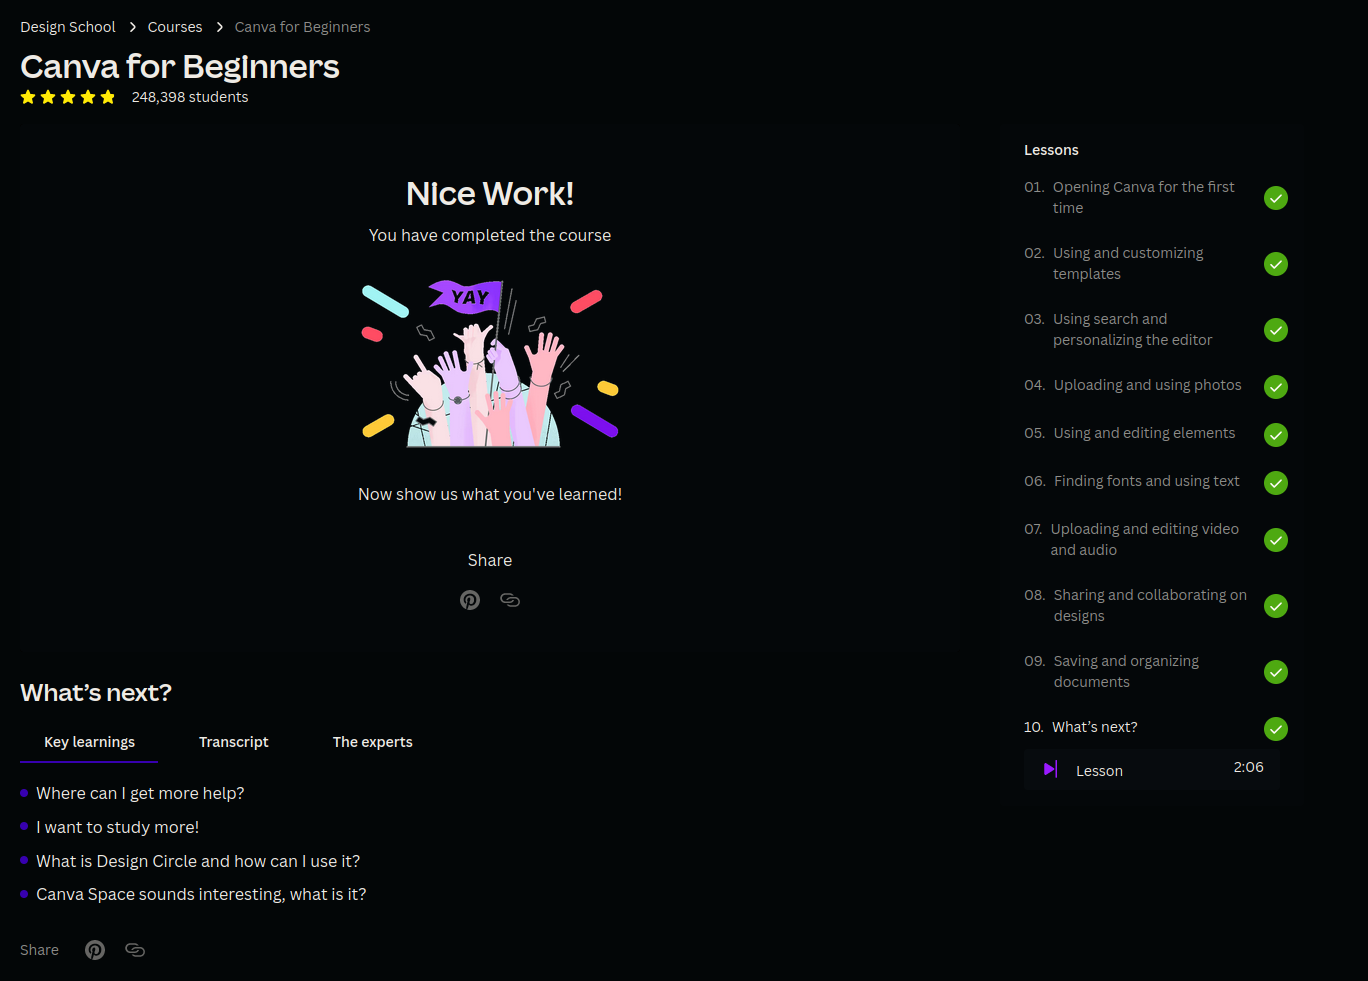 Design School > Courses > Canva for Beginners
Canva for Beginners
248,398 students
Nice Work!
You have completed the course
YAY
Now show us what you've learned!
Share
What’s next?
Key learnings Transcript The experts
Where can I get more help?
I want to study more!
What is Design Circle and how can I use it?
Canva Space sounds interesting, what is it?
Share
Lessons
01. Opening Canva for the first
time
02. Using and customizing
templates
03. Using search and
personalizing the editor
04. Uploading and using photos
05. Using and editing elements
06. Finding fonts and using text
07. Uploading and editing video
and audio
08. Sharing and collaborating on
designs
09. Saving and organizing
documents
10. What’s next?
Lesson 2:06